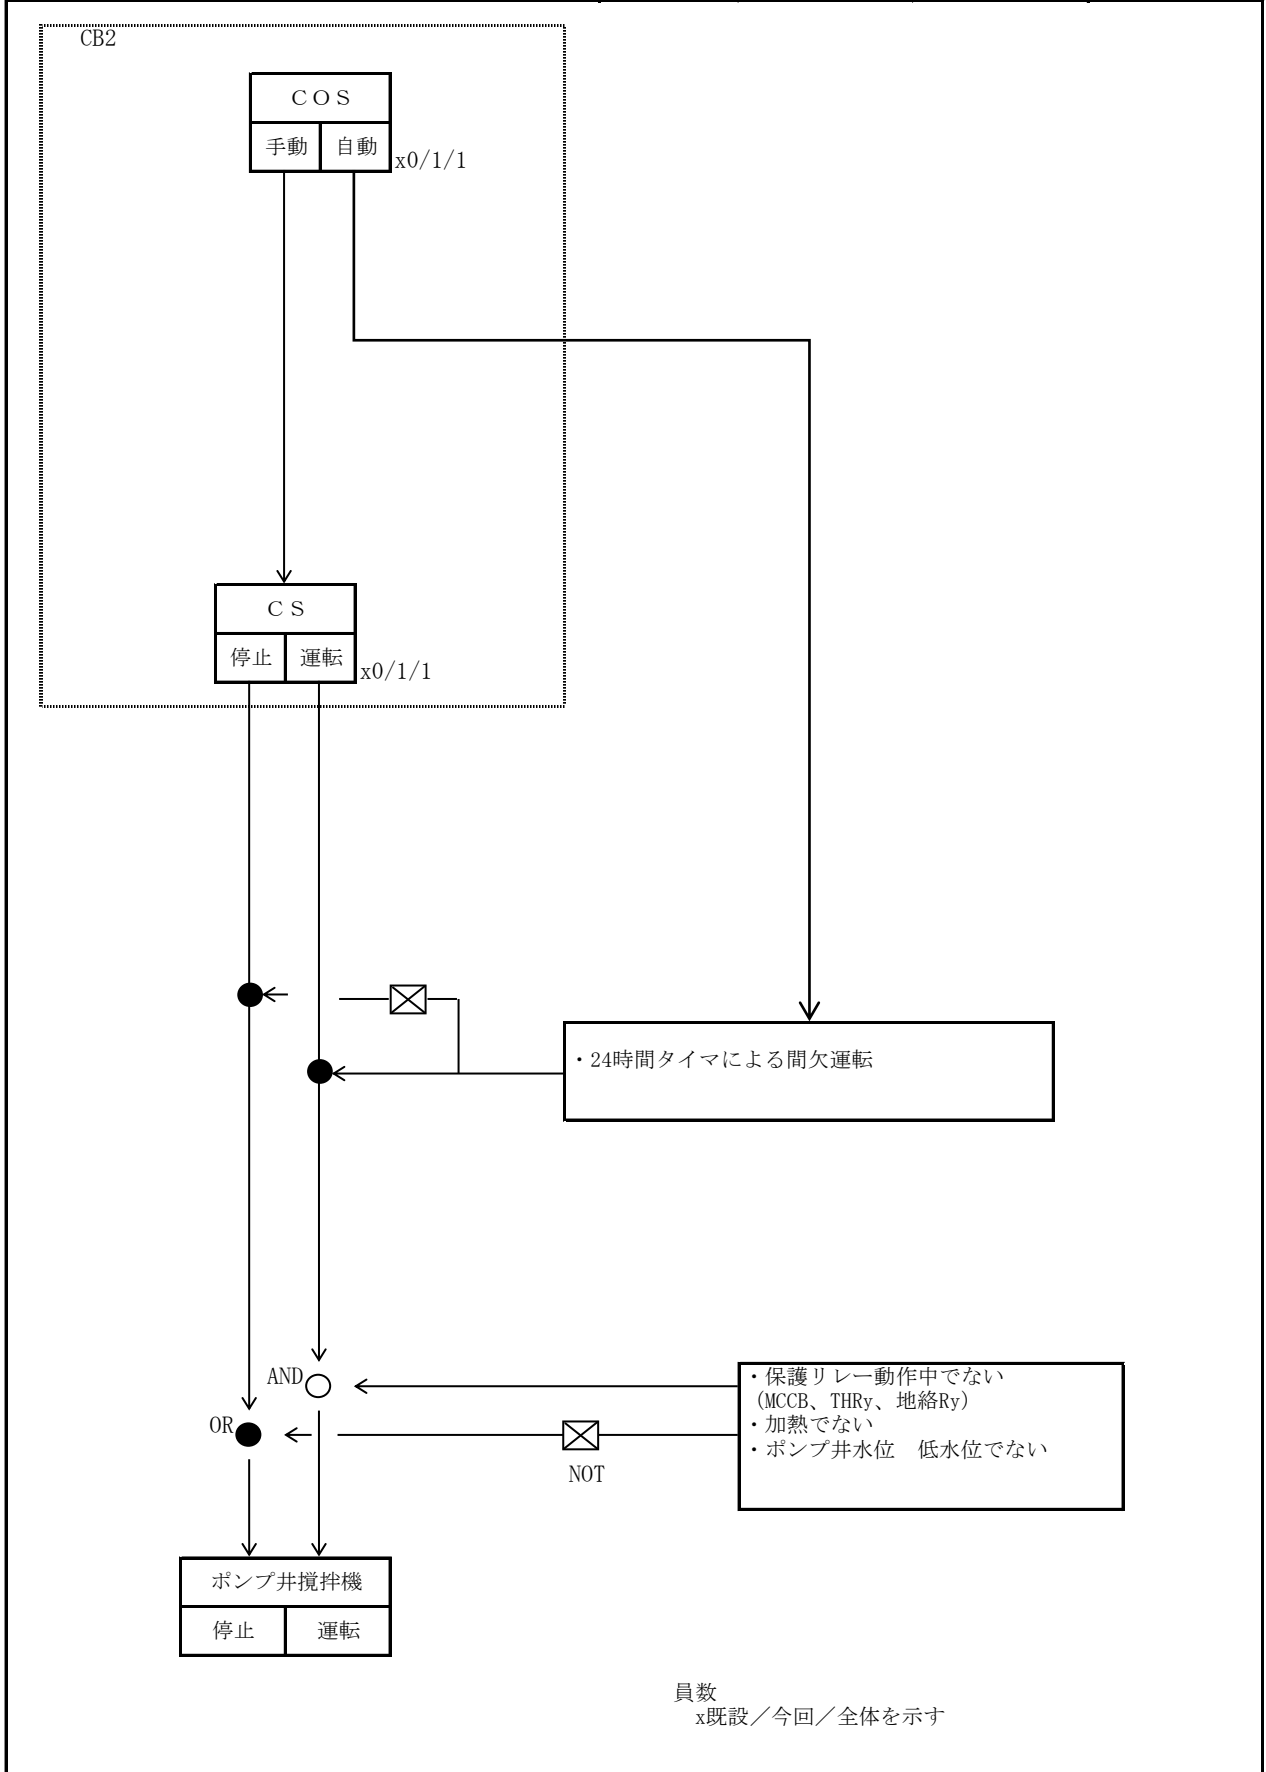 CB2
ＣＯＳ
手動 自動
x0/1/1
ＣＳ
停止 運転
x0/1/1
・24時間タイマによる間欠運転
AND
・保護リレー動作中でない
(MCCB、THRy、地絡Ry)
・加熱でない
・ポンプ井水位　低水位でない
OR
NOT
ポンプ井撹拌機
停止 運転
員数
x既設／今回／全体を示す